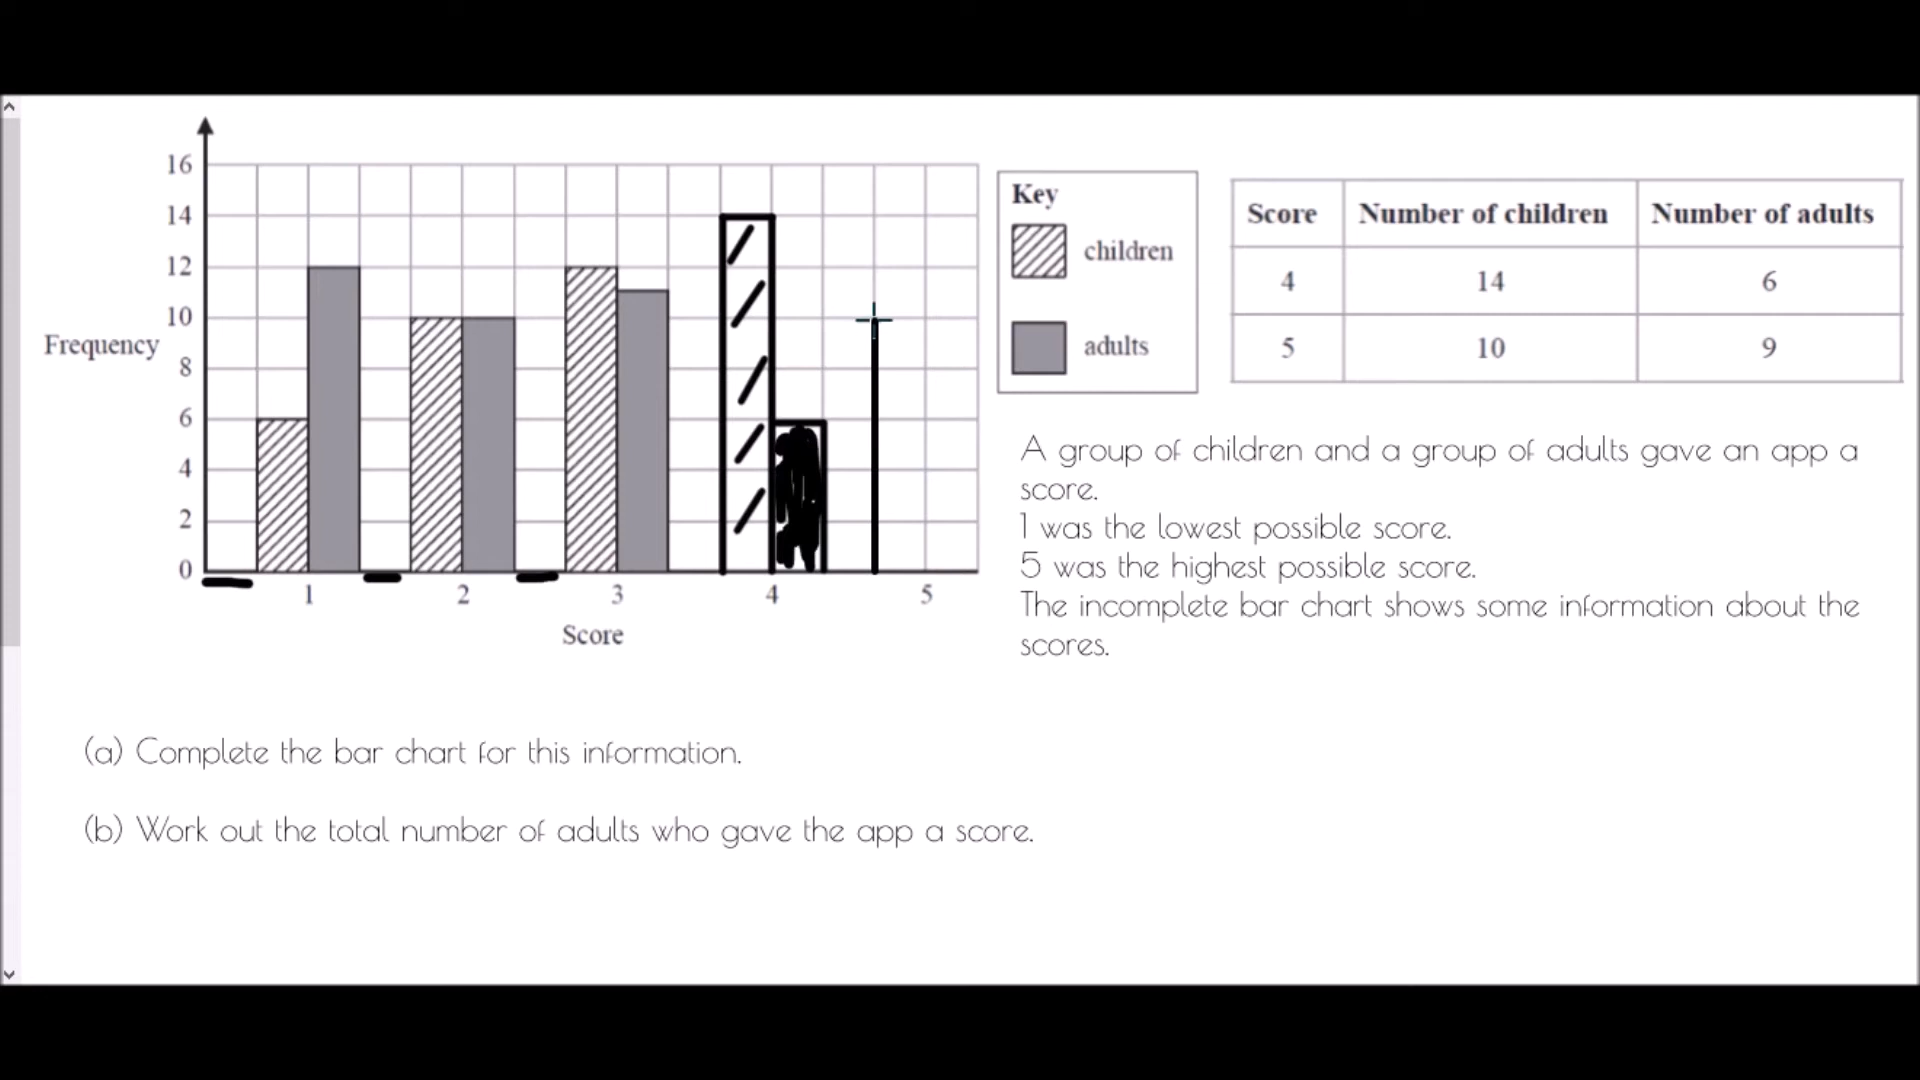 16
14
12
10
8
6
4
2
0
Frequency
1 2 3 4 5
Score
Key
children
adults
Score Number of children Number of adults
4 14 6
5 10 9
A group of children and a group of adults gave an app a
score.
1 was the lowest possible score.
5 was the highest possible score.
The incomplete bar chart shows some information about the
scores.
(a) Complete the bar chart for this information.
(b) Work out the total number of adults who gave the app a score.